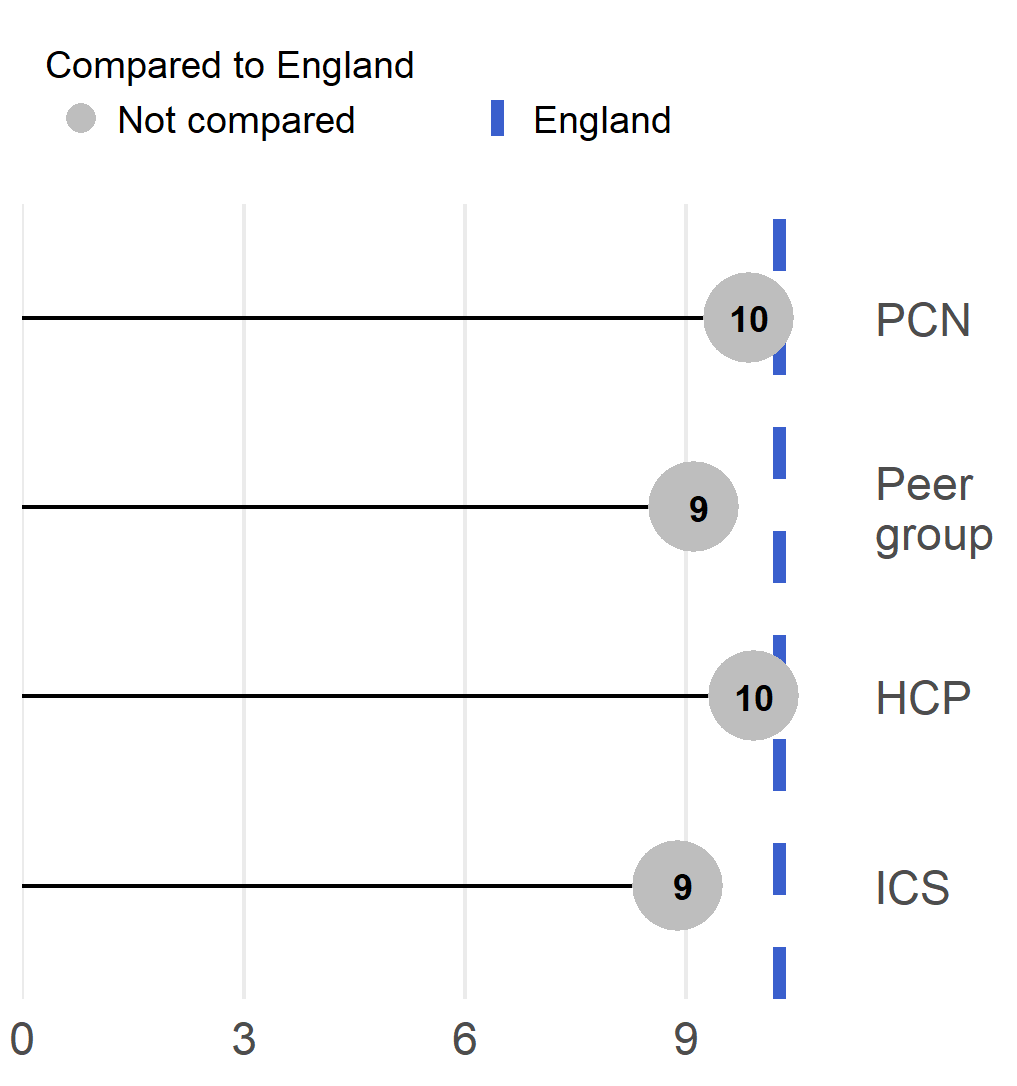 Compared to England
Not compared England
10 PCN
9 Peer
group
10 HCP
9 ICS
0 3 6 9